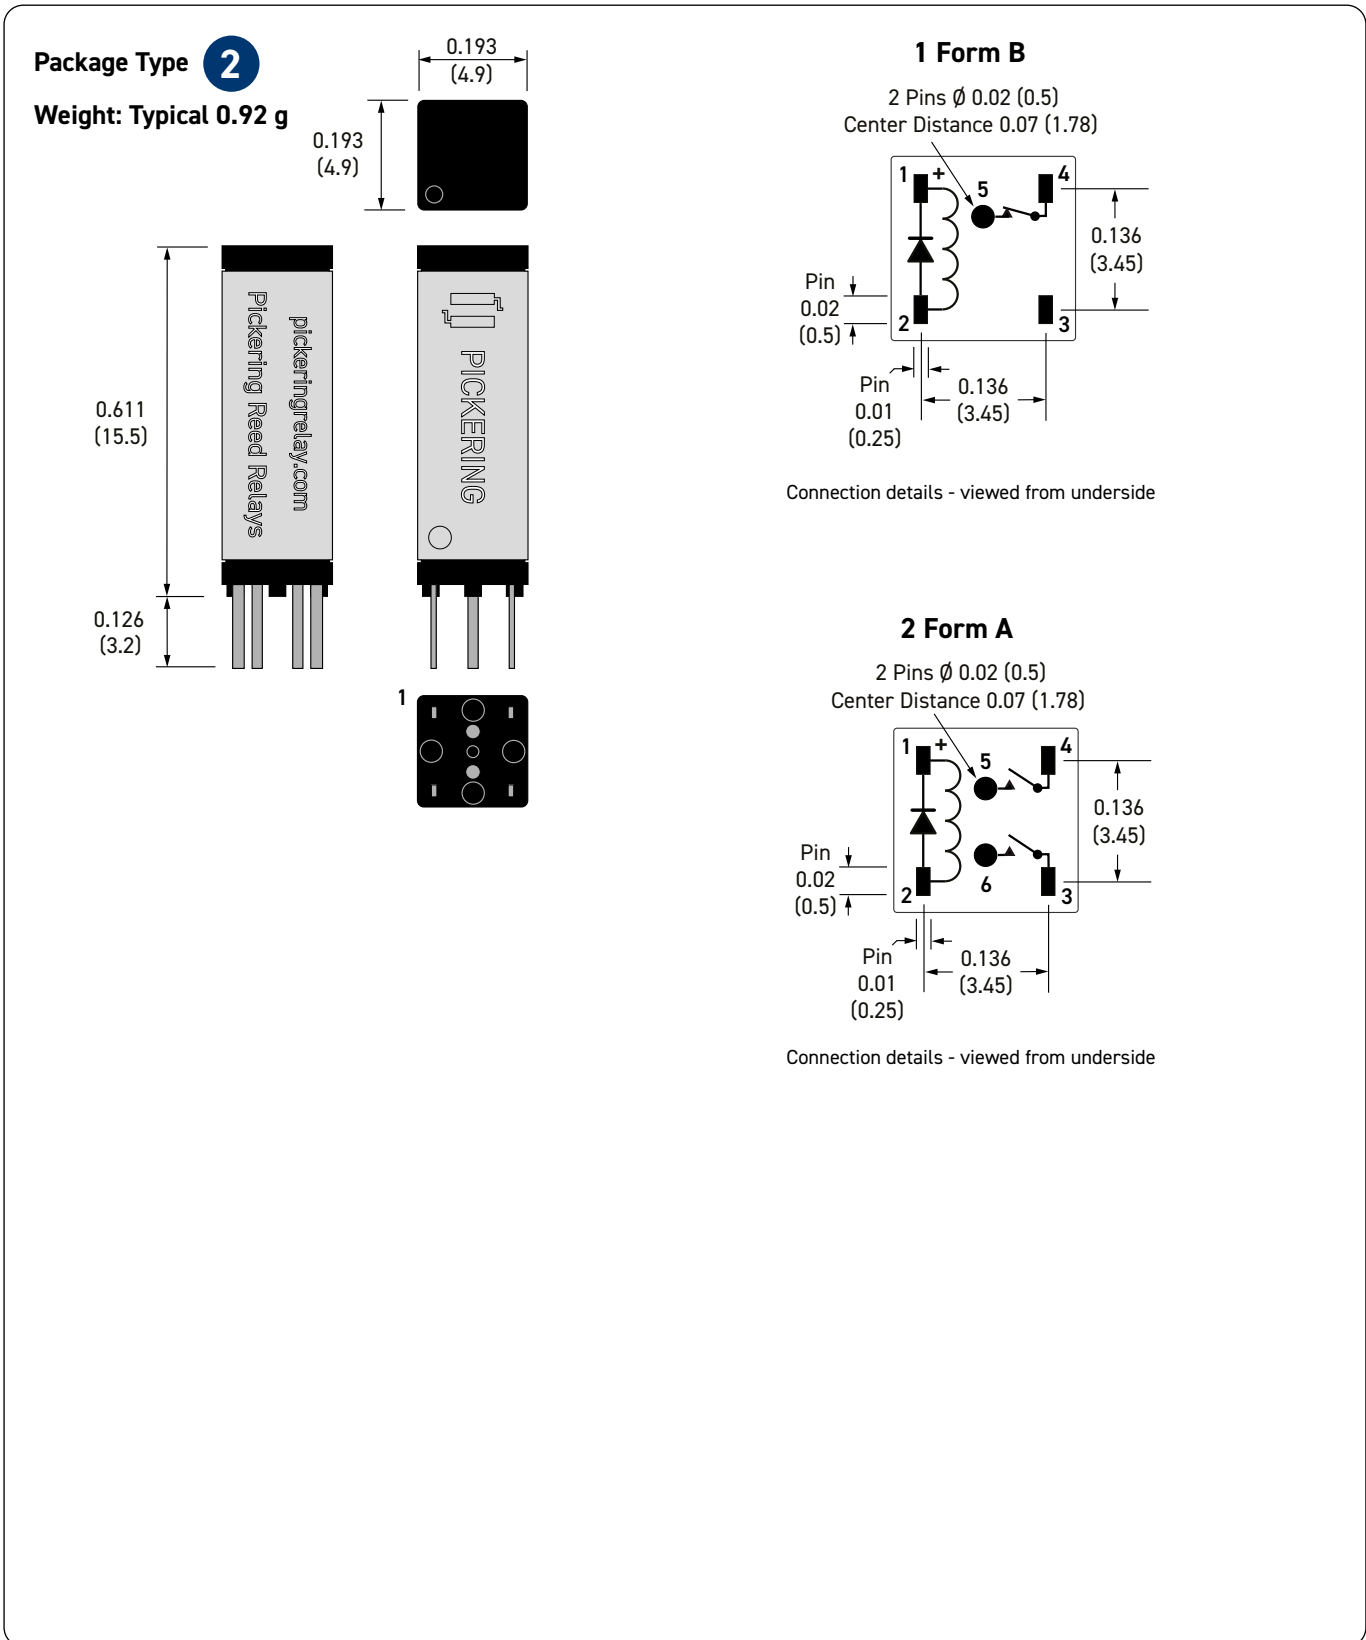 Package Type 2
Weight: Typical 0.92 g
0.193
(4.9)
0.193
(4.9)
0.611
(15.5)
0.126
(3.2)
Pickering Reed Relays
pickeringrelay.com
PICKERING
1
1 Form B
2 Pins Ø 0.02 (0.5)
Center Distance 0.07 (1.78)
1
+
5
4
0.136
(3.45)
Pin
0.02
(0.5)
2
3
Pin
0.01
(0.25)
0.136
(3.45)
Connection details - viewed from underside
2 Form A
2 Pins Ø 0.02 (0.5)
Center Distance 0.07 (1.78)
1
+
5
4
0.136
(3.45)
Pin
0.02
(0.5)
2
6
3
Pin
0.01
(0.25)
0.136
(3.45)
Connection details - viewed from underside